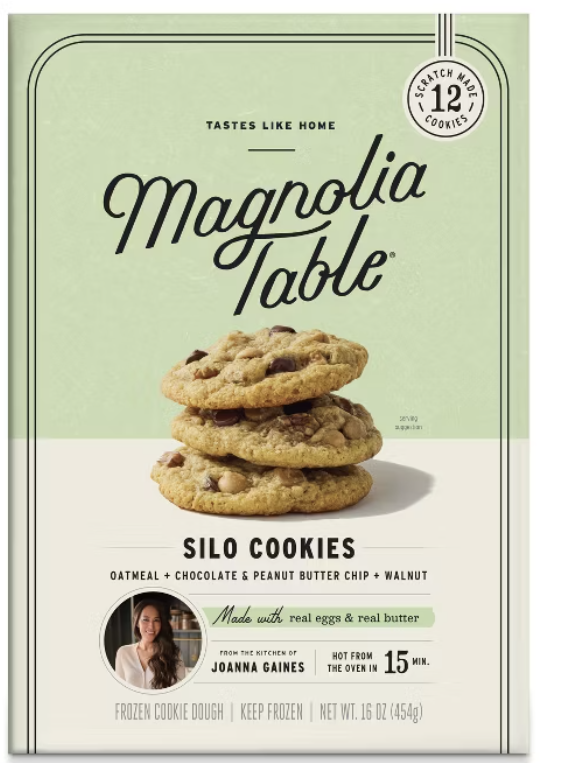 SCRATCH MADE
12
COOKIES
TASTES LIKE HOME
Magnolia
Table®
serving
suggestion
SILO COOKIES
OATMEAL + CHOCOLATE & PEANUT BUTTER CHIP + WALNUT
Made with real eggs & real butter
FROM THE KITCHEN OF
JOANNA GAINES
HOT FROM
THE OVEN IN 15 MIN.
FROZEN COOKIE DOUGH | KEEP FROZEN | NET WT. 16 OZ (454g)